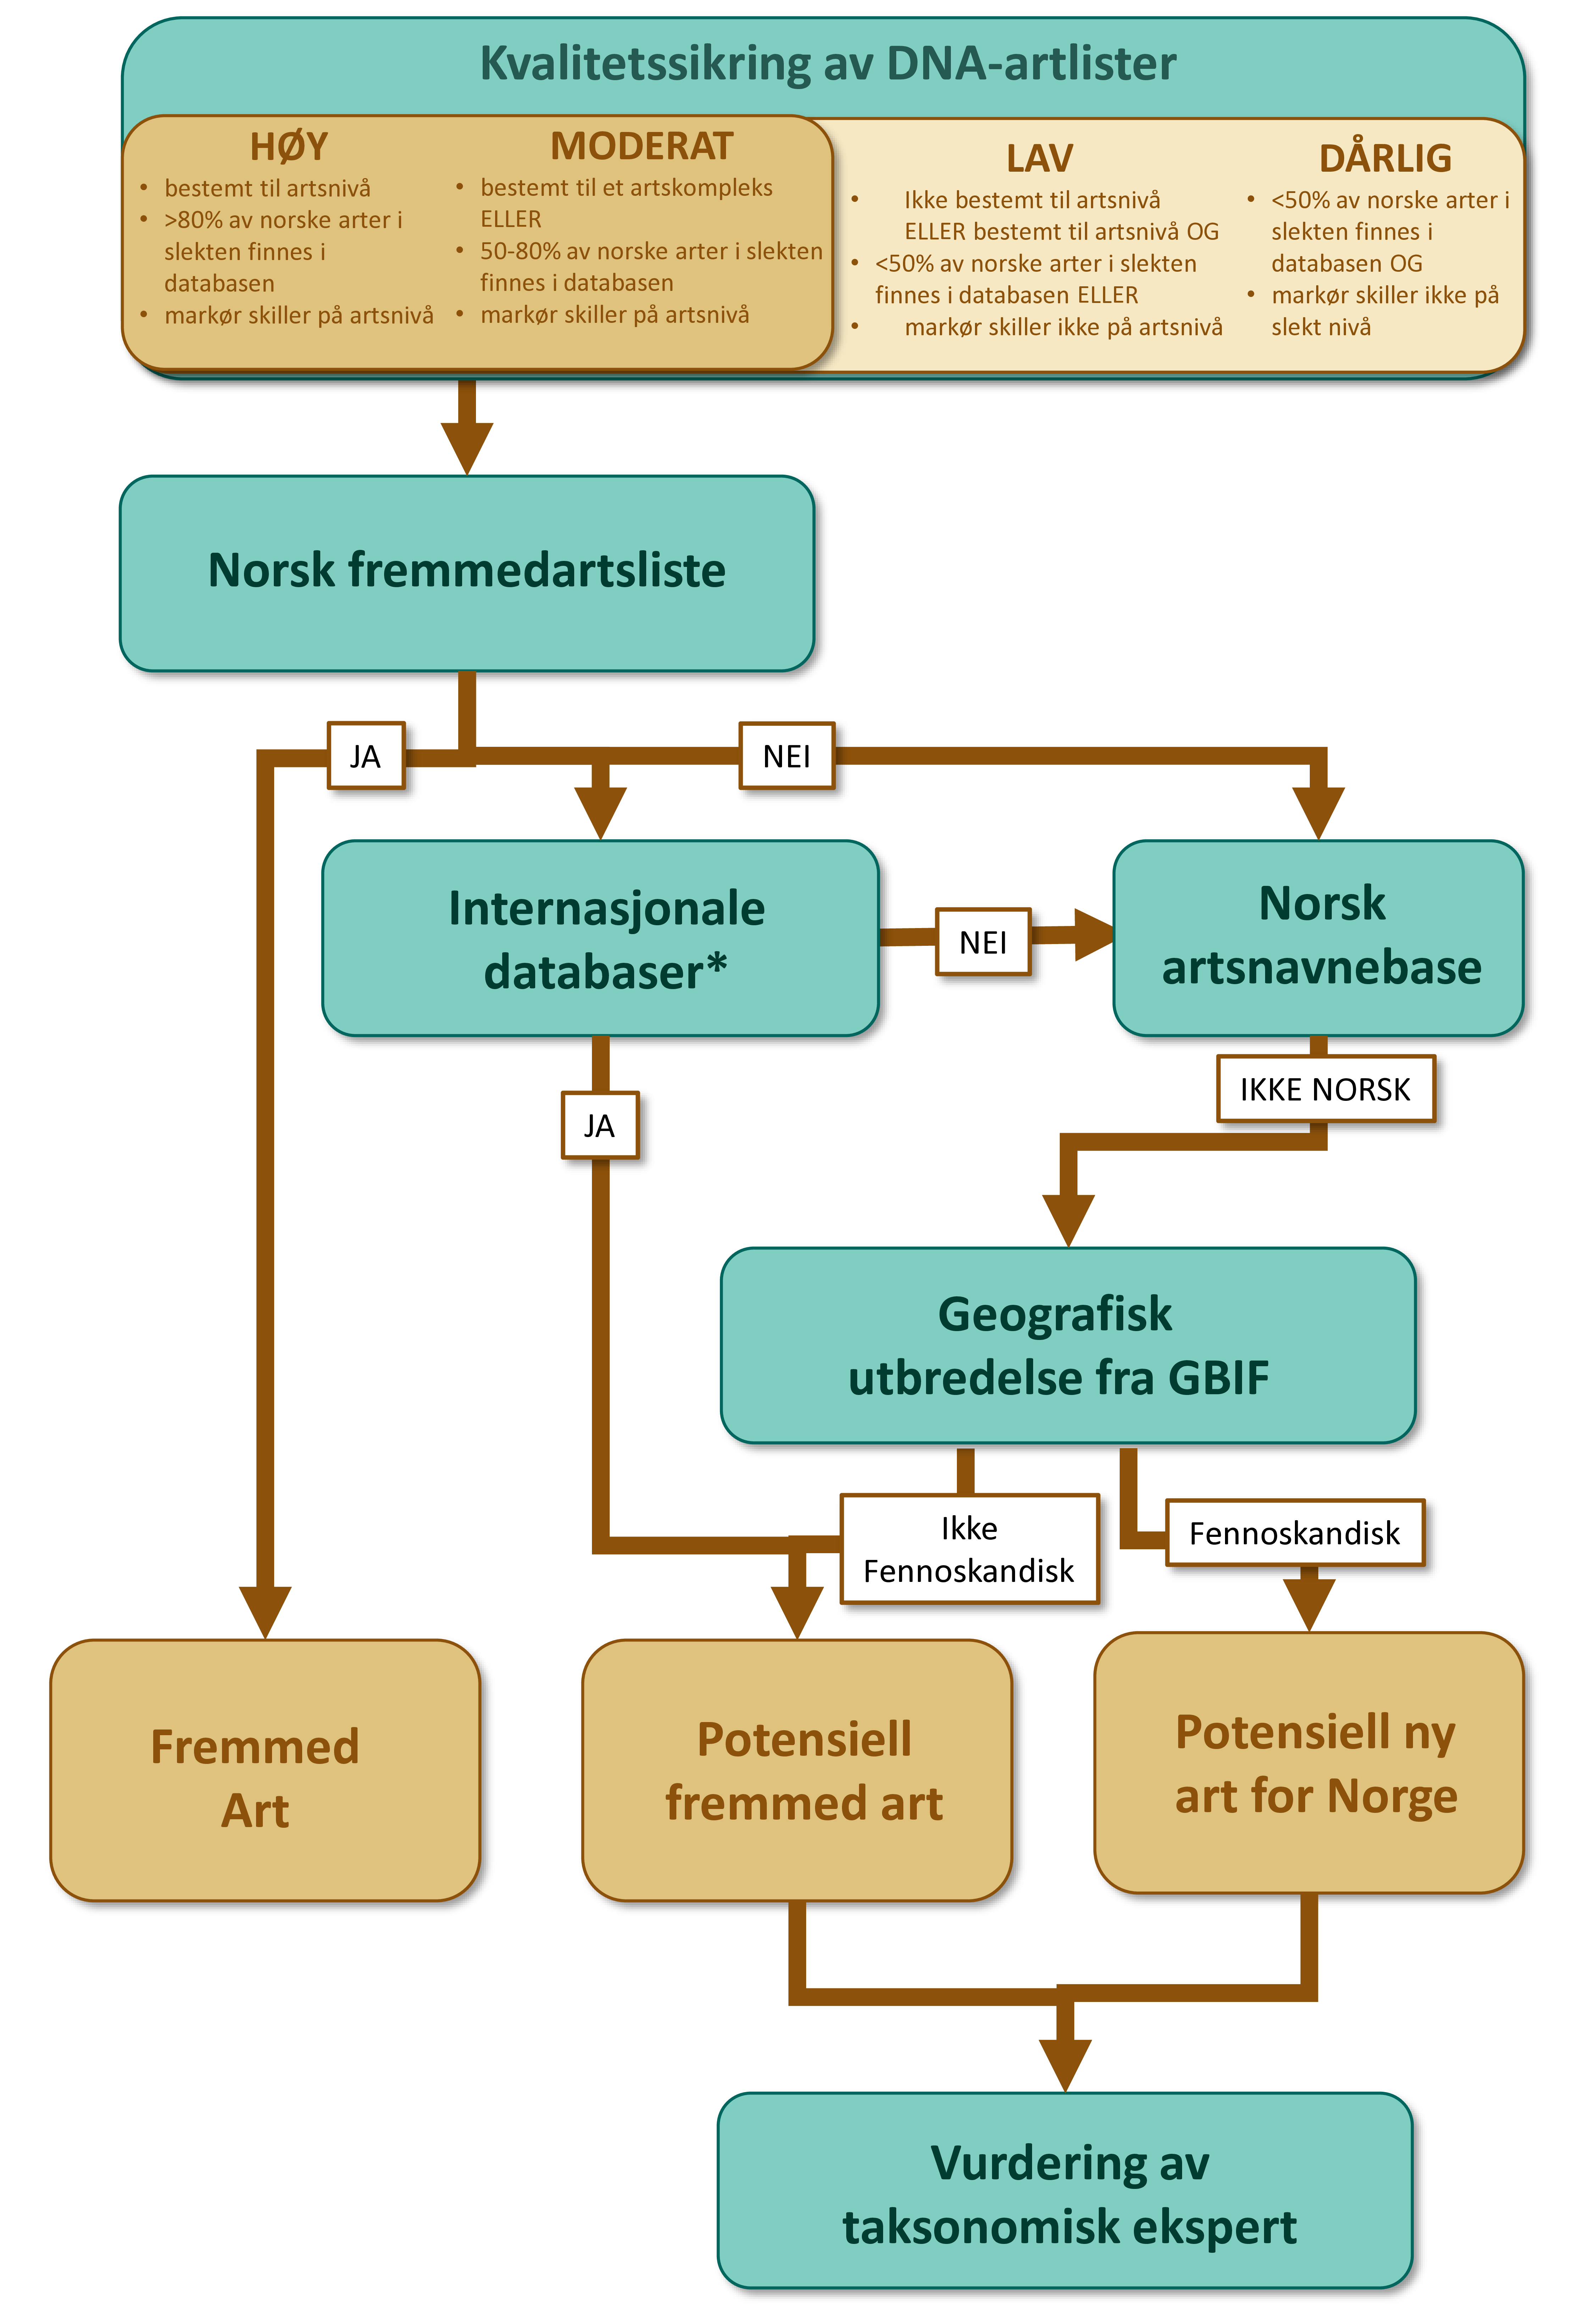 Kvalitetssikring av DNA-artlister
HØY
• bestemt til artsnivå
• >80% av norske arter i
slekten finnes i
databasen
• markør skiller på artsnivå
MODERAT
• bestemt til et artskompleks
ELLER
• 50-80% av norske arter i slekten
finnes i databasen
• markør skiller på artsnivå
LAV
• Ikke bestemt til artsnivå
ELLER bestemt til artsnivå OG
• <50% av norske arter i slekten
finnes i databasen ELLER
• markør skiller ikke på artsnivå
DÅRLIG
• <50% av norske arter i
slekten finnes i
databasen OG
• markør skiller ikke på
slekt nivå
Norsk fremmedartsliste
JA
NEI
Internasjonale
databaser*
NEI
Norsk
artsnavnebase
JA
IKKE NORSK
Geografisk
utbredelse fra GBIF
Ikke
Fennoskandisk
Fennoskandisk
Fremmed
Art
Potensiell
fremmed art
Potensiell ny
art for Norge
Vurdering av
taksonomisk ekspert